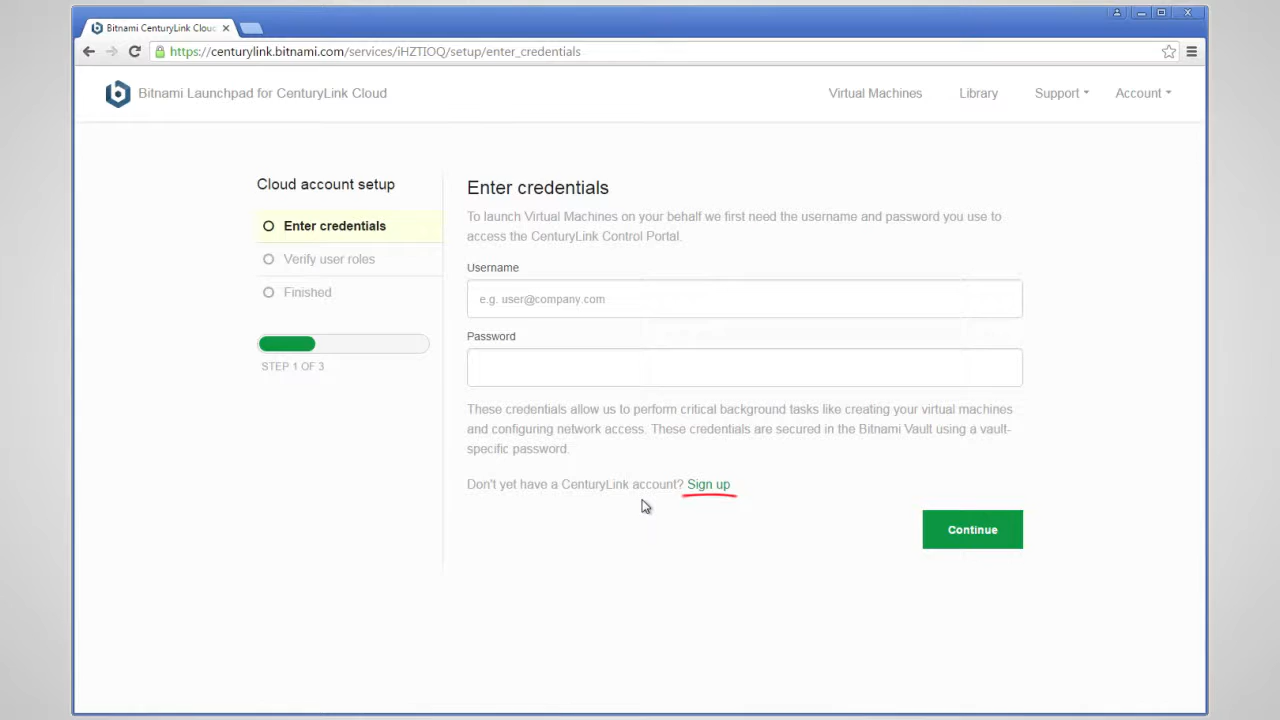 Bitnami CenturyLink Clouc
https://centurylink.bitnami.com/services/iHZTIOQ/setup/enter_credentials
Bitnami Launchpad for CenturyLink Cloud
Virtual Machines
Library
Support
Account
Cloud account setup
Enter credentials
Verify user roles
Finished
STEP 1 OF 3
Enter credentials
To launch Virtual Machines on your behalf we first need the username and password you use to
access the CenturyLink Control Portal.
Username
e.g. user@company.com
Password
These credentials allow us to perform critical background tasks like creating your virtual machines
and configuring network access. These credentials are secured in the Bitnami Vault using a vault-
specific password.
Don't yet have a CenturyLink account? Sign up
Continue